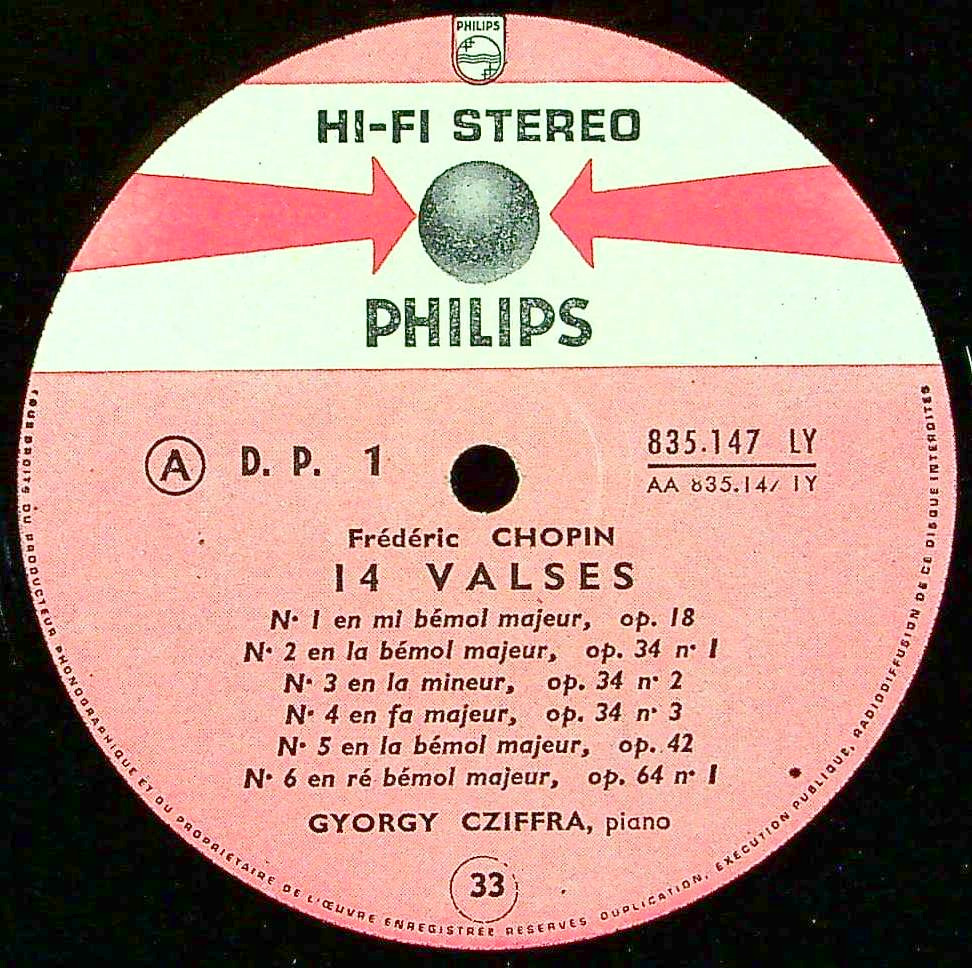 PHILIPS
HI-FI STEREO
PHILIPS
A D. P. 1
835.147 LY
AA 835.147 LY
Frédéric CHOPIN
14 VALSES
N• 1 en mi bémol majeur, op. 18
N• 2 en la bémol majeur, op. 34 n• 1
N• 3 en la mineur, op. 34 n• 2
N• 4 en fa majeur, op. 34 n• 3
N• 5 en la bémol majeur, op. 42
N• 6 en ré bémol majeur, op. 64 n• 1
GYORGY CZIFFRA, piano
33
TOUS DROITS DU PRODUCTEUR PHONOGRAPHIQUE ET DU PROPRIETAIRE DE L'ŒUVRE ENREGISTREE RESERVES DUPLICATION, EXECUTION PUBLIQUE, RADIODIFFUSION DE CE DISQUE INTERDITES